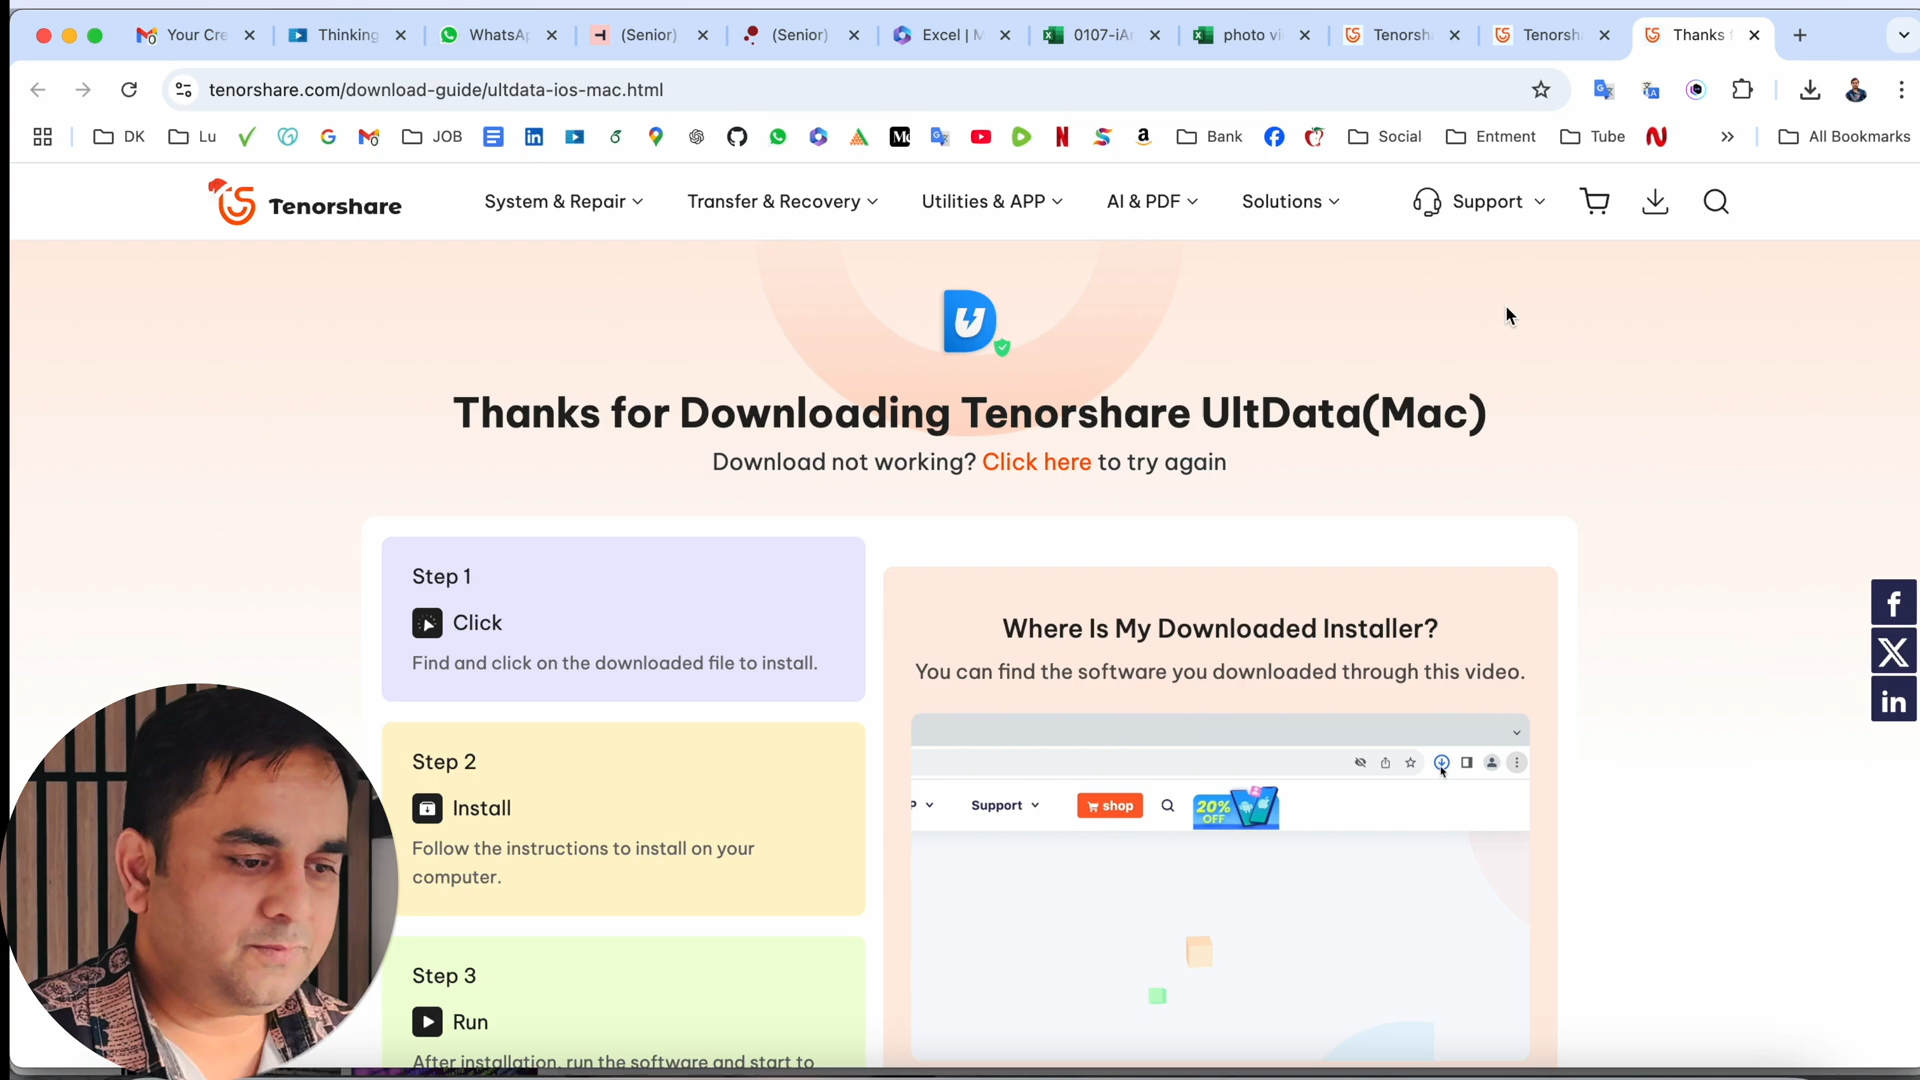 Your Cre
Thinking
WhatsAp
(Senior)
(Senior)
Excel | M
0107-iAr
photo vi
Tenorsh
Tenorsh
Thanks
tenorshare.com/download-guide/ultdata-ios-mac.html
DK
Lu
JOB
Bank
Social
Entment
Tube
All Bookmarks
Tenorshare
System & Repair
Transfer & Recovery
Utilities & APP
AI & PDF
Solutions
Support
Thanks for Downloading Tenorshare UltData(Mac)
Download not working? Click here to try again
Step 1
Click
Find and click on the downloaded file to install.
Step 2
Install
Follow the instructions to install on your
computer.
Step 3
Run
After installation, run the software and start to
Where Is My Downloaded Installer?
You can find the software you downloaded through this video.
P
Support
shop
20%
OFF